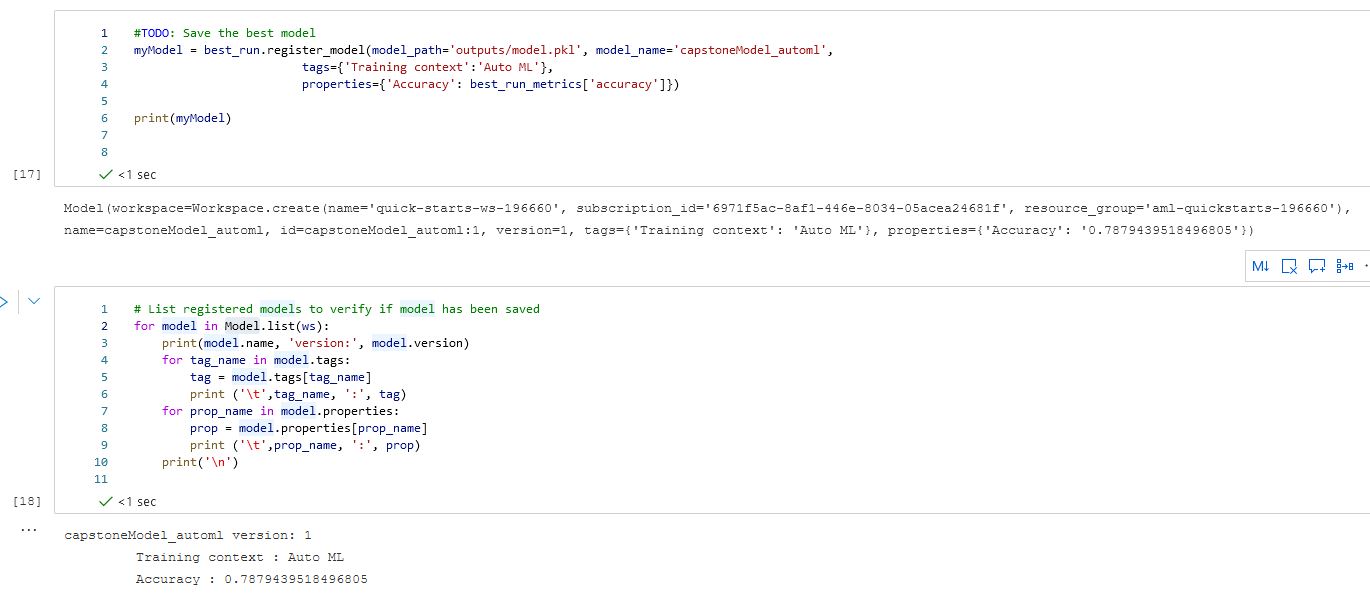 1 #TODO: Save the best model
2 myModel = best_run.register_model(model_path='outputs/model.pkl', model_name='capstoneModel_automl',
3 tags={'Training context':'Auto ML'},
4 properties={'Accuracy': best_run_metrics['accuracy']})
5
6 print(myModel)
7
8
[17] <1 sec
Model(workspace=Workspace.create(name='quick-starts-ws-196660', subscription_id='6971f5ac-8af1-446e-8034-05acea24681f', resource_group='aml-quickstarts-196660'),
name=capstoneModel_automl, id=capstoneModel_automl:1, version=1, tags={'Training context': 'Auto ML'}, properties={'Accuracy': '0.7879439518496805'})
M↓
1 # List registered models to verify if model has been saved
2 for model in Model.list(ws):
3 print(model.name, 'version:', model.version)
4 for tag_name in model.tags:
5 tag = model.tags[tag_name]
6 print ('\t',tag_name, ':', tag)
7 for prop_name in model.properties:
8 prop = model.properties[prop_name]
9 print ('\t',prop_name, ':', prop)
10 print('\n')
11
[18] <1 sec
...
capstoneModel_automl version: 1
Training context : Auto ML
Accuracy : 0.7879439518496805